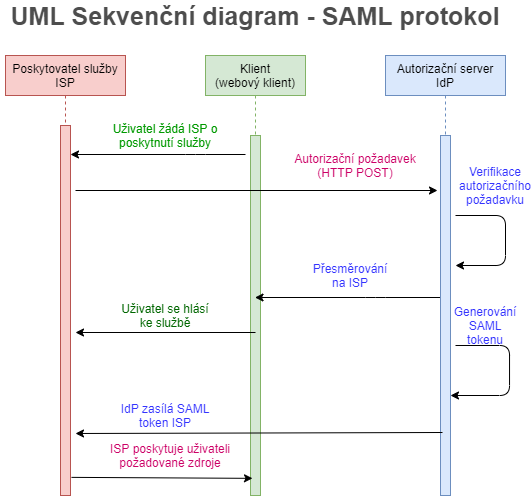 UML Sekvenční diagram - SAML protokol
Poskytovatel služby
ISP
Klient
(webový klient)
Autorizační server
IdP
Uživatel žádá ISP o
poskytnutí služby
Autorizační požadavek
(HTTP POST)
Verifikace
autorizačního
požadavku
Přesměrování
na ISP
Uživatel se hlásí
ke službě
Generování
SAML
tokenu
IdP zasílá SAML
token ISP
ISP poskytuje uživateli
požadované zdroje